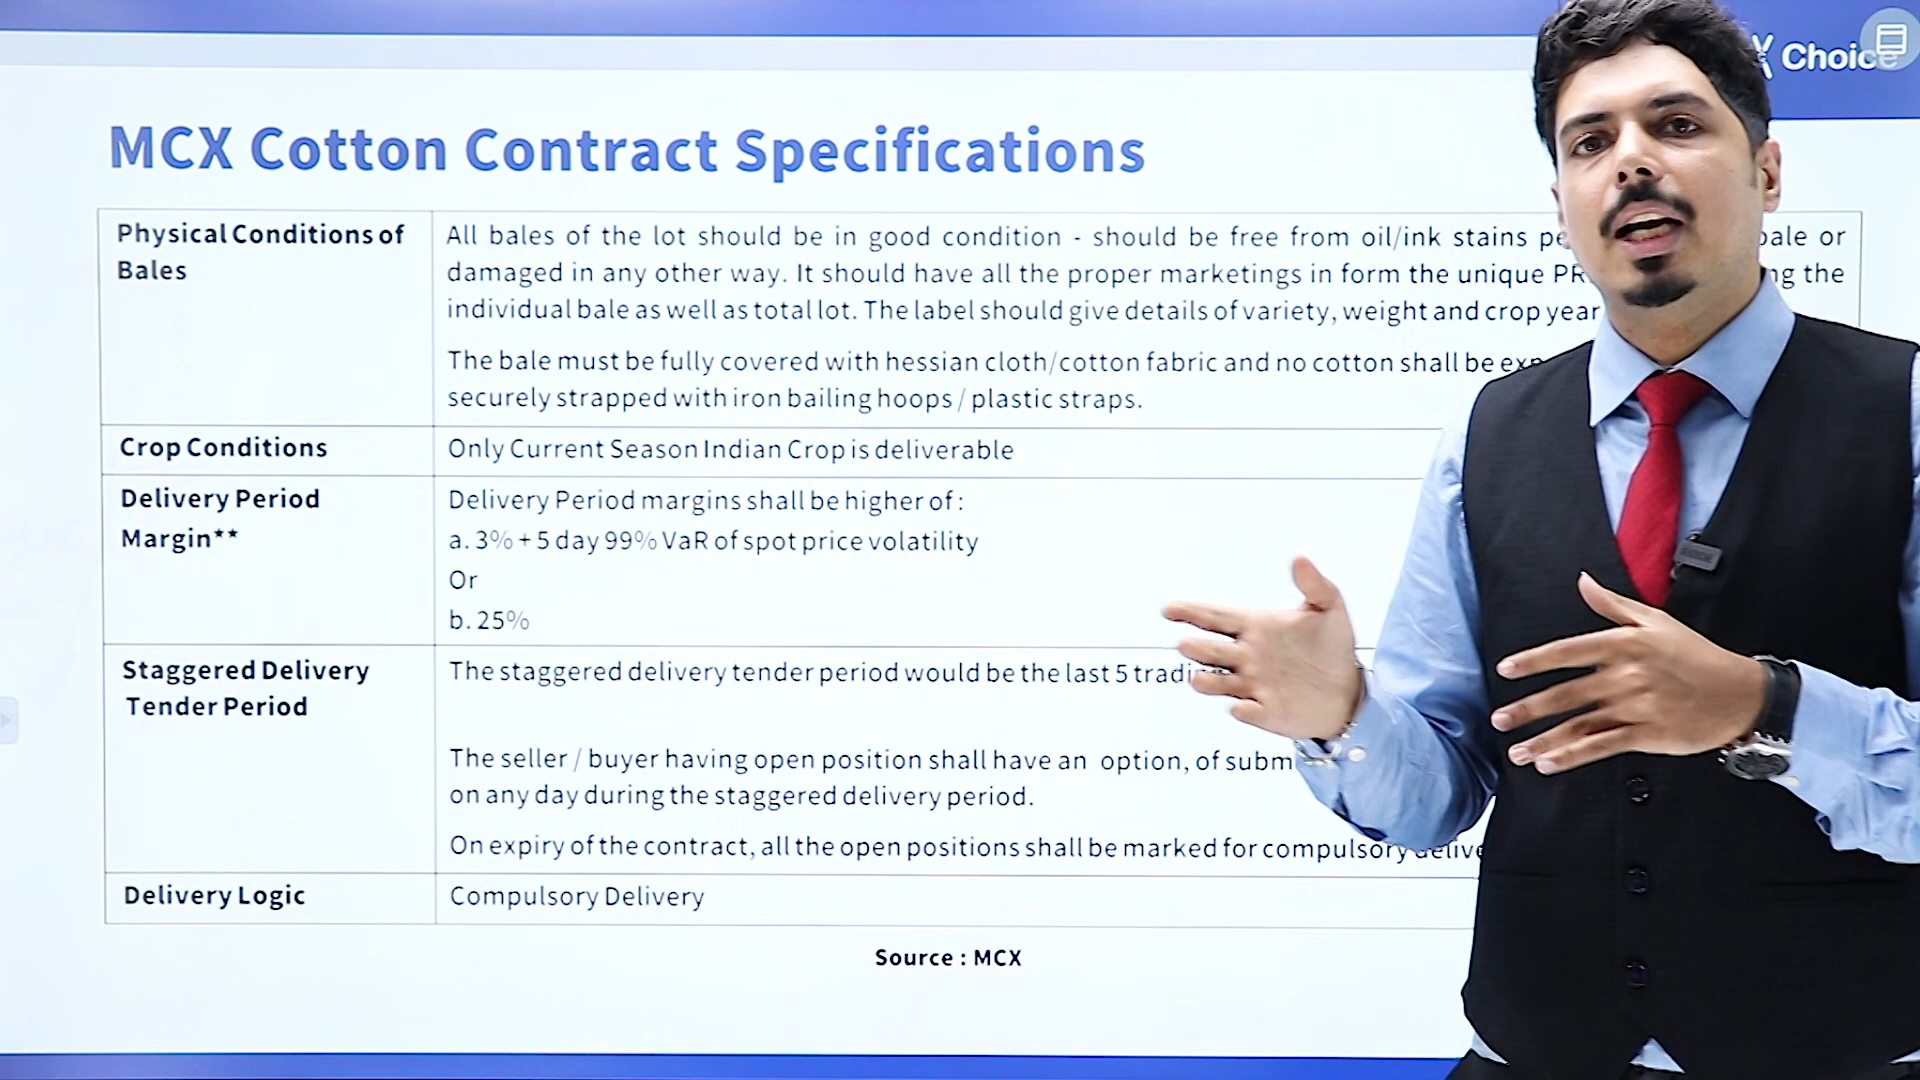 Choice
MCX Cotton Contract Specifications
Physical Conditions of
Bales
All bales of the lot should be in good condition - should be free from oil/ink stains bale or
damaged in any other way. It should have all the proper marketings in form the unique the
individual bale as well as total lot. The label should give details of variety, weight and crop year
The bale must be fully covered with hessian cloth/cotton fabric and no cotton shall be
securely strapped with iron bailing hoops / plastic straps.
Crop Conditions
Only Current Season Indian Crop is deliverable
Delivery Period
Margin**
Delivery Period margins shall be higher of :
a. 3% + 5 day 99% VaR of spot price volatility
Or
b. 25%
Staggered Delivery
Tender Period
The staggered delivery tender period would be the last 5
The seller / buyer having open position shall have an option, of
on any day during the staggered delivery period.
On expiry of the contract, all the open positions shall be marked for compulsory
Delivery Logic
Compulsory Delivery
Source : MCX